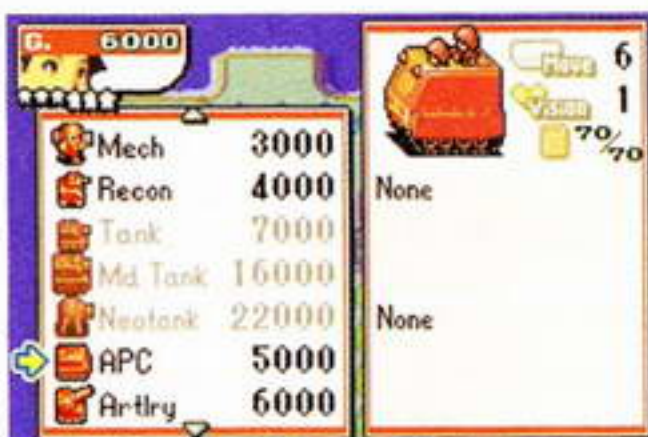 G. 6000
Mech 3000
Recon 4000
Tank 7000
Md Tank 16000
Neotank 22000
APC 5000
Artlry 6000
Move 6
Vision 1
70/70
None
None